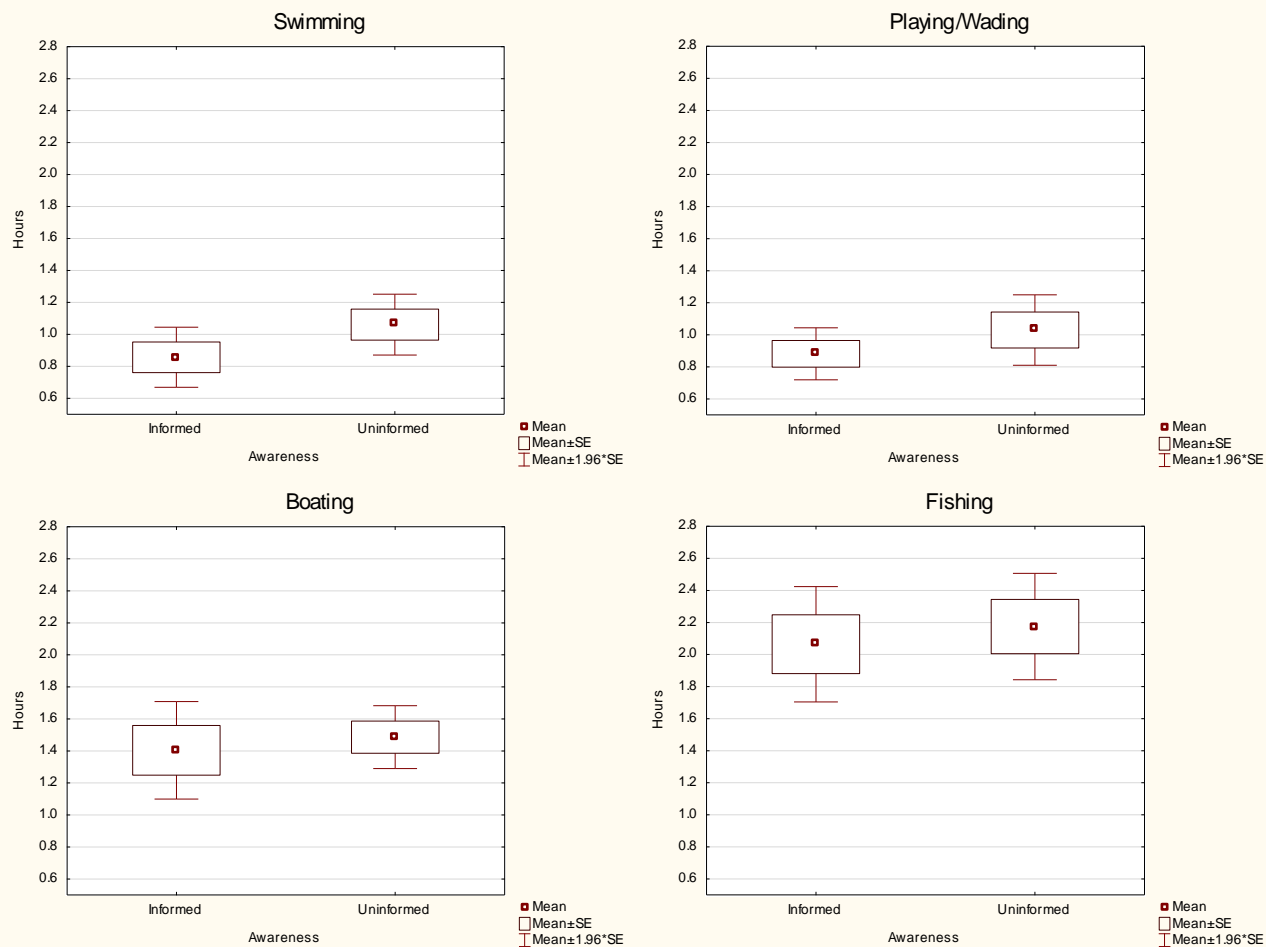 Swimming
2.8
2.6
2.4
2.2
2.0
1.8
1.6
1.4
1.2
1.0
0.8
0.6
Hours
Informed
Uninformed
Awareness
Mean
Mean±SE
Mean±1.96*SE
Playing/Wading
2.8
2.6
2.4
2.2
2.0
1.8
1.6
1.4
1.2
1.0
0.8
0.6
Hours
Informed
Uninformed
Awareness
Mean
Mean±SE
Mean±1.96*SE
Boating
2.8
2.6
2.4
2.2
2.0
1.8
1.6
1.4
1.2
1.0
0.8
0.6
Hours
Informed
Uninformed
Awareness
Mean
Mean±SE
Mean±1.96*SE
Fishing
2.8
2.6
2.4
2.2
2.0
1.8
1.6
1.4
1.2
1.0
0.8
0.6
Hours
Informed
Uninformed
Awareness
Mean
Mean±SE
Mean±1.96*SE